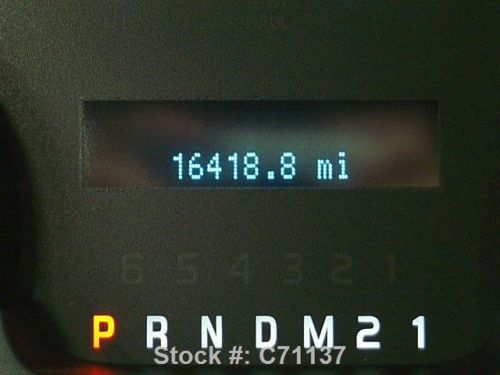 16418.8 mi
6 5 4 3 2 1
P R N D M 2 1
Stock #: C71137